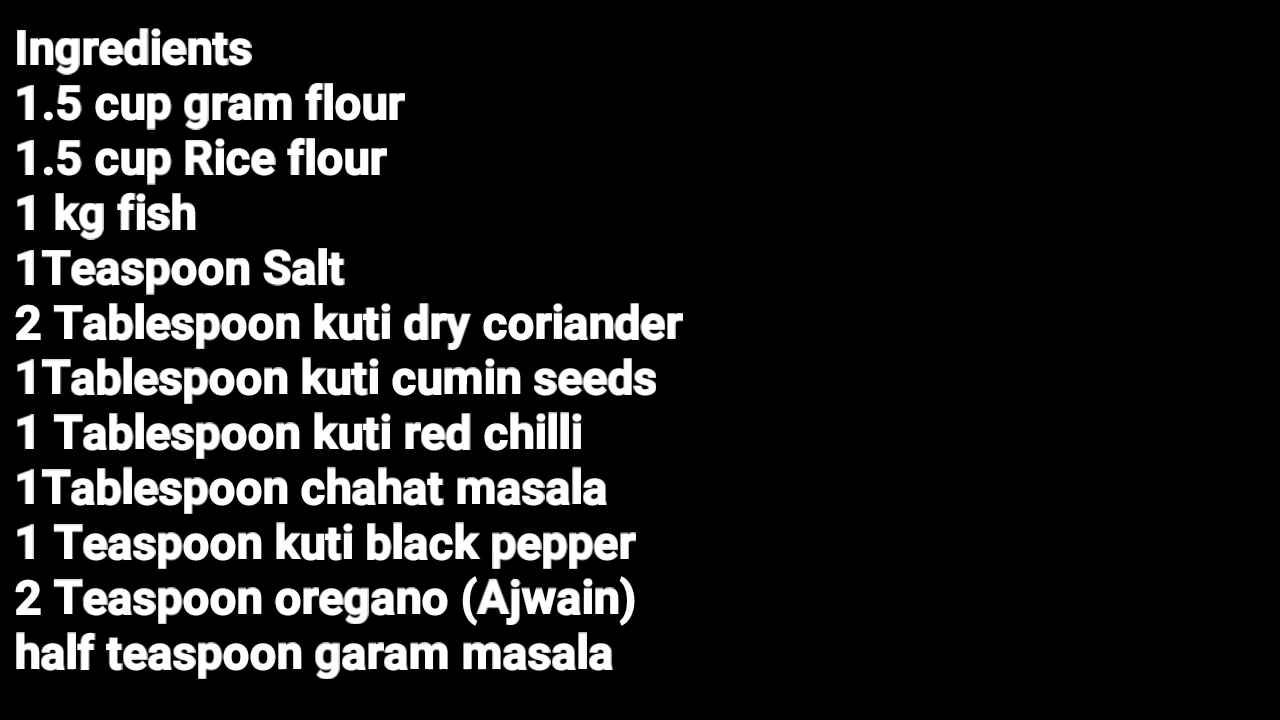 Ingredients
1.5 cup gram flour
1.5 cup Rice flour
1 kg fish
1Teaspoon Salt
2 Tablespoon kuti dry coriander
1Tablespoon kuti cumin seeds
1 Tablespoon kuti red chilli
1Tablespoon chahat masala
1 Teaspoon kuti black pepper
2 Teaspoon oregano (Ajwain)
half teaspoon garam masala